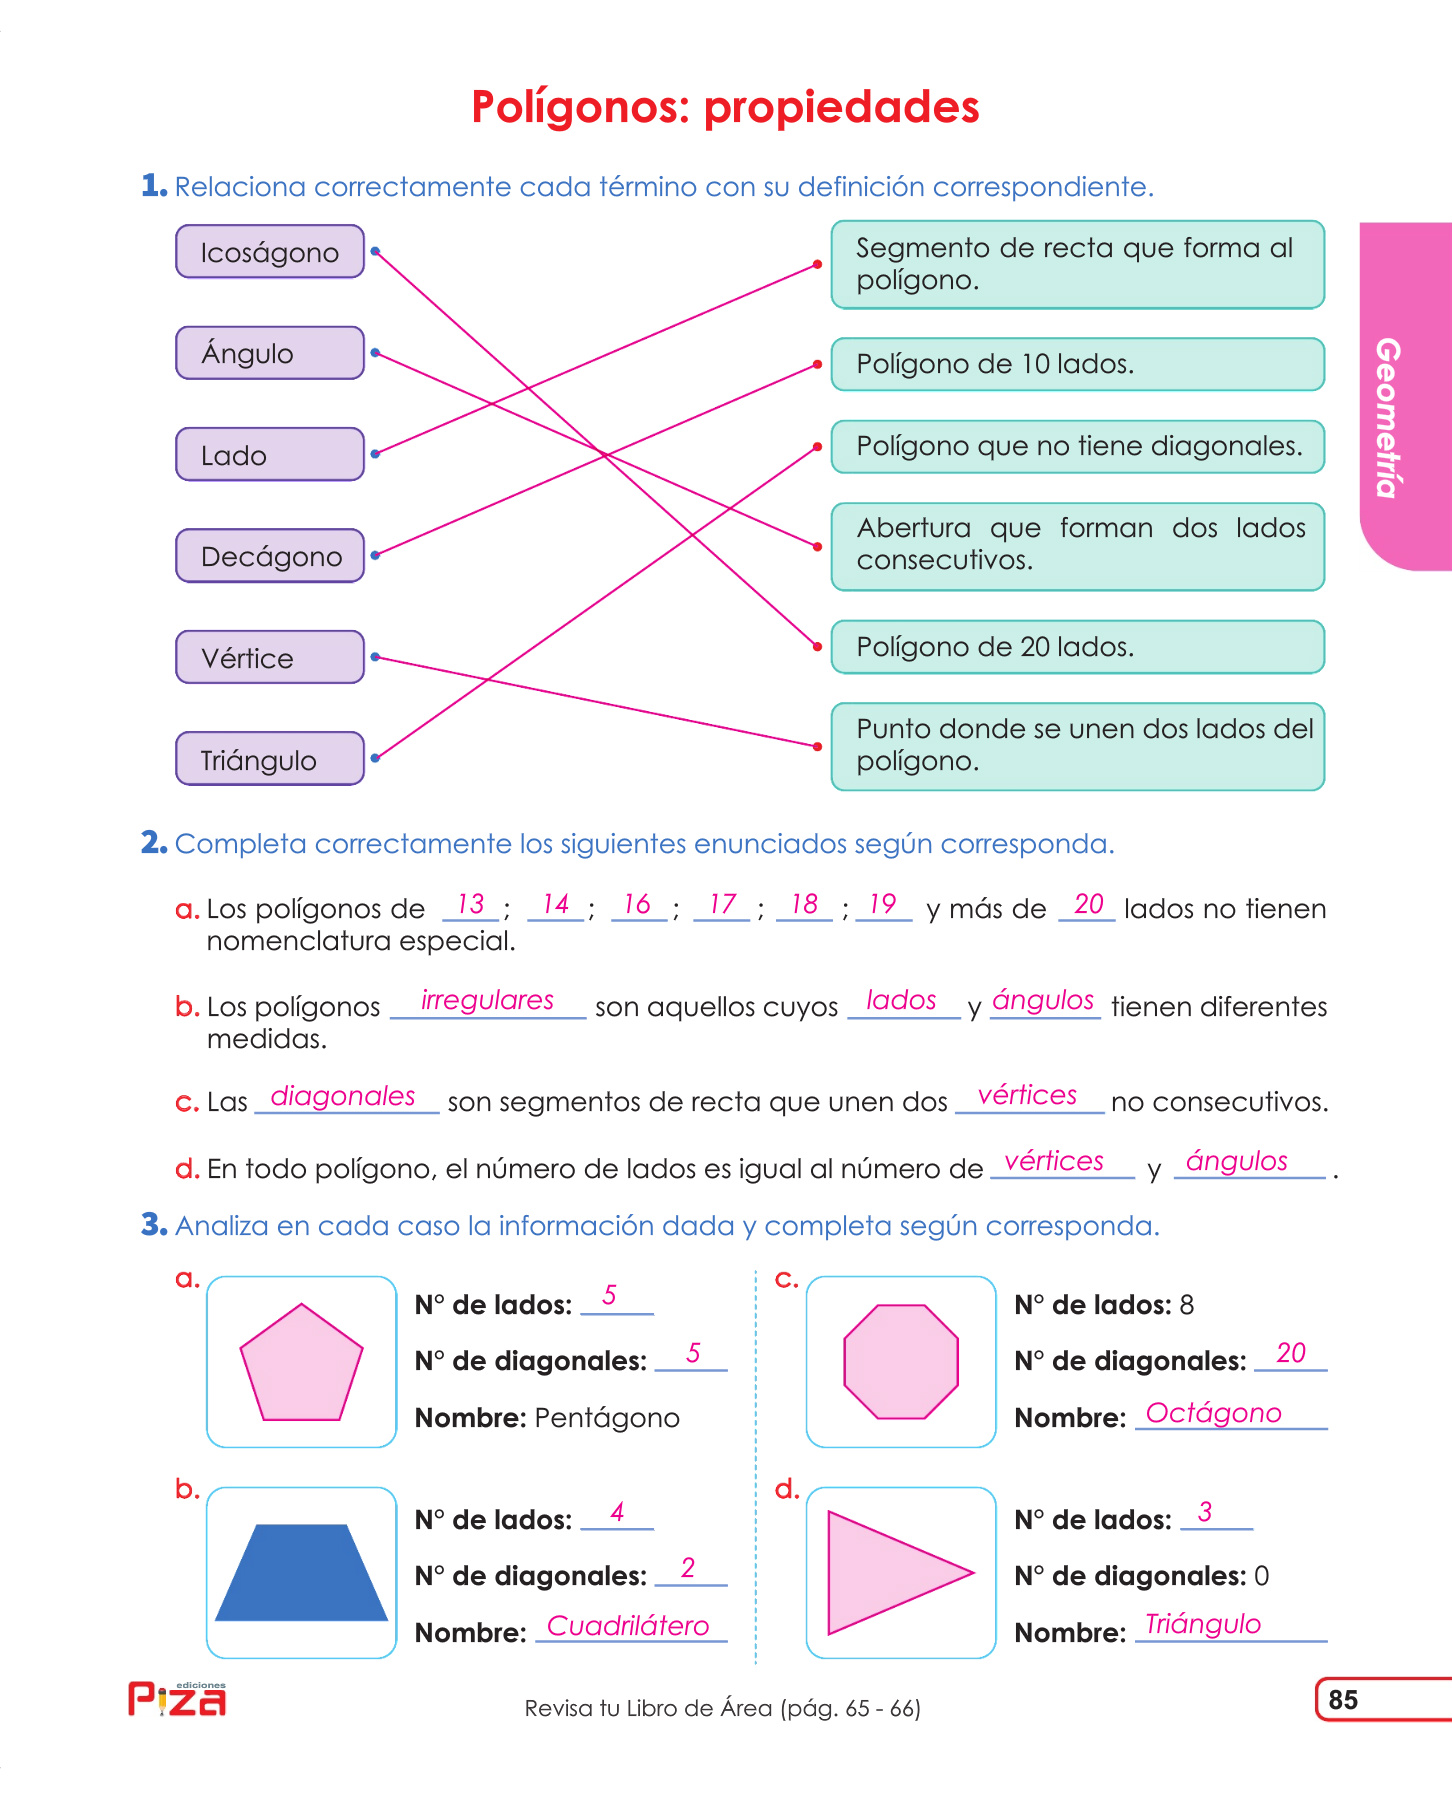 Polígonos: propiedades
1. Relaciona correctamente cada término con su definición correspondiente.
Icoságono
Ángulo
Lado
Decágono
Vértice
Triángulo
Segmento de recta que forma al
polígono.
Polígono de 10 lados.
Polígono que no tiene diagonales.
Abertura que forman dos lados
consecutivos.
Polígono de 20 lados.
Punto donde se unen dos lados del
polígono.
Geometría
2. Completa correctamente los siguientes enunciados según corresponda.
a. Los polígonos de 13 ; 14 ; 16 ; 17 ; 18 ; 19 y más de 20 lados no tienen
nomenclatura especial.
b. Los polígonos irregulares son aquellos cuyos lados y ángulos tienen diferentes
medidas.
c. Las diagonales son segmentos de recta que unen dos vértices no consecutivos.
d. En todo polígono, el número de lados es igual al número de vértices y ángulos .
3. Analiza en cada caso la información dada y completa según corresponda.
a.
N° de lados: 5
N° de diagonales: 5
Nombre: Pentágono
b.
N° de lados: 4
N° de diagonales: 2
Nombre: Cuadrilátero
c.
N° de lados: 8
N° de diagonales: 20
Nombre: Octágono
d.
N° de lados: 3
N° de diagonales: 0
Nombre: Triángulo
ediciones
Piza
Revisa tu Libro de Área (pág. 65 - 66)
85